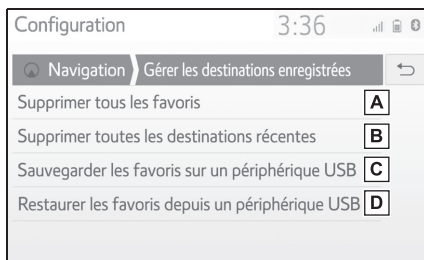 Configuration 3:36
Navigation Gérer les destinations enregistrées
Supprimer tous les favoris A
Supprimer toutes les destinations récentes B
Sauvegarder les favoris sur un périphérique USB C
Restaurer les favoris depuis un périphérique USB D